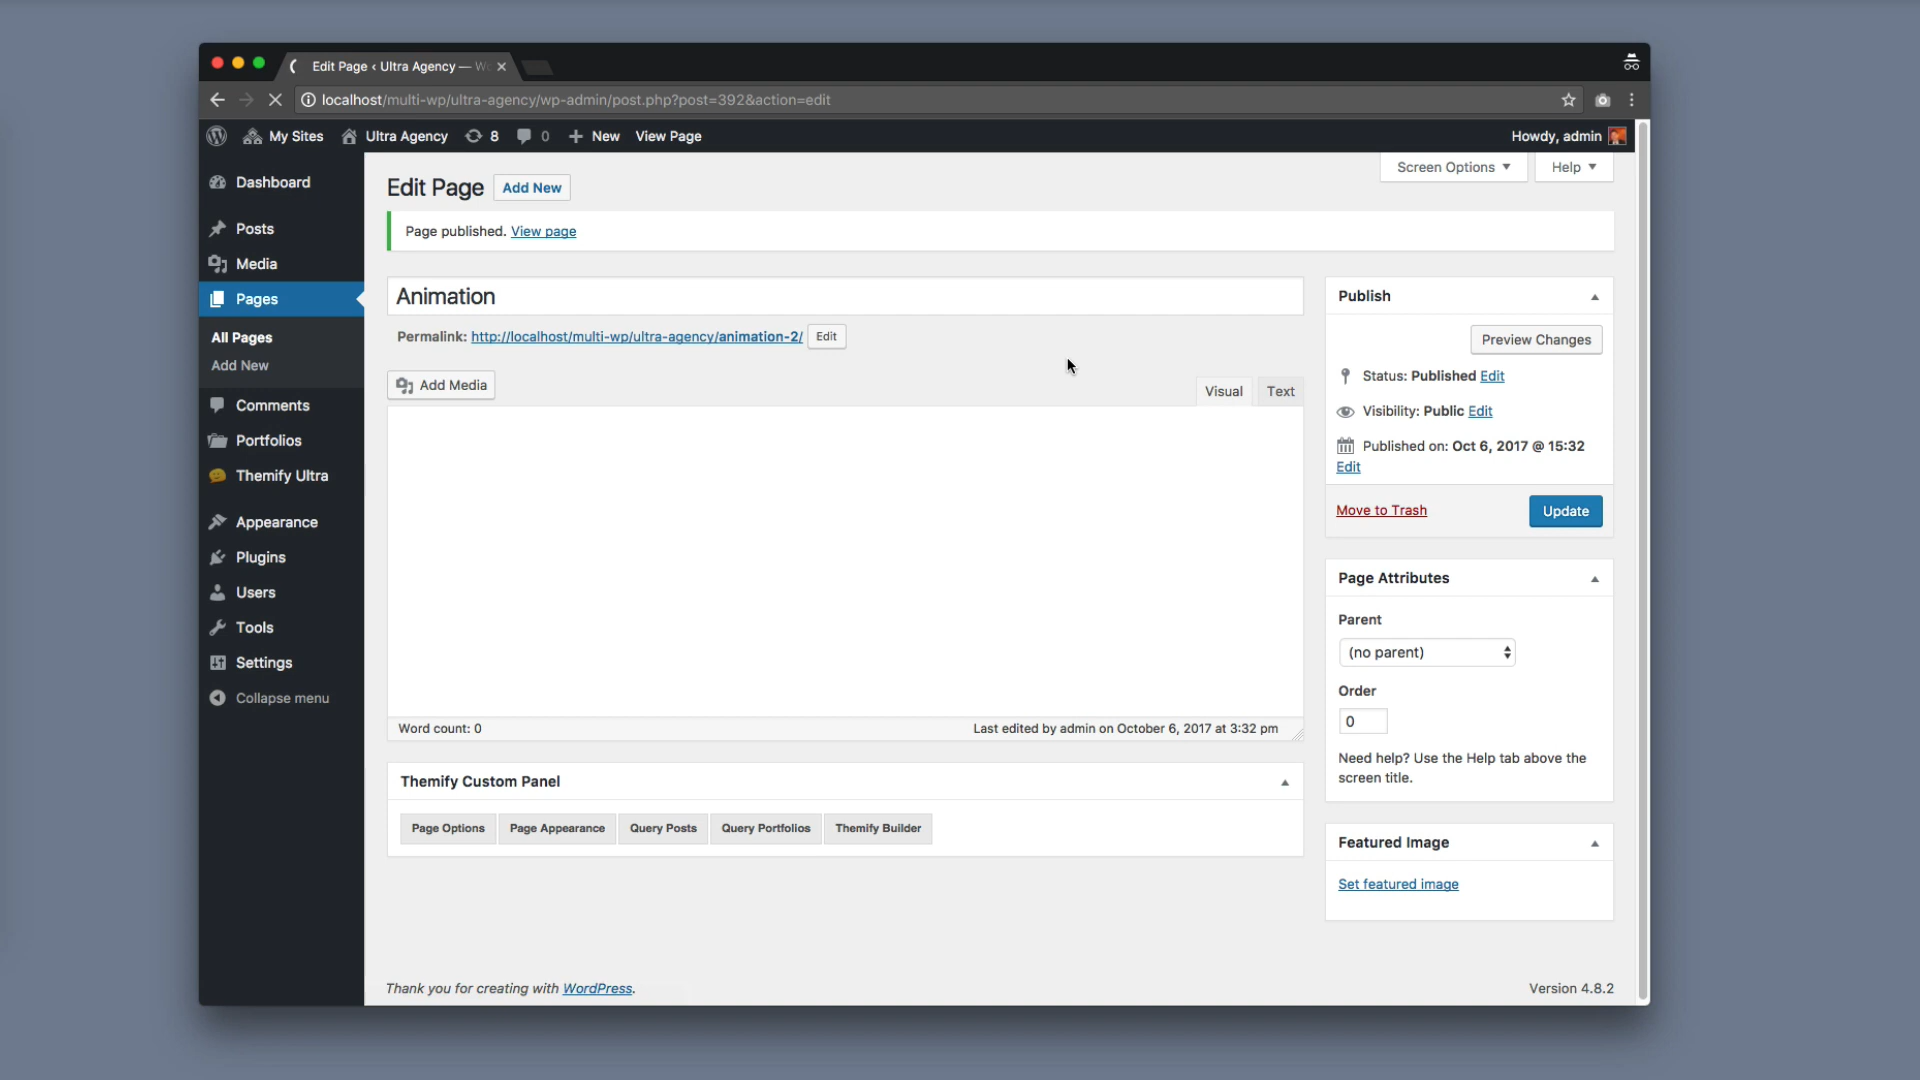 Edit Page ‹ Ultra Agency — W
localhost/multi-wp/ultra-agency/wp-admin/post.php?post=392&action=edit
My Sites Ultra Agency 8 0 New View Page Howdy, admin
Screen Options Help
Dashboard
Posts
Media
Pages
All Pages
Add New
Comments
Portfolios
Themify Ultra
Appearance
Plugins
Users
Tools
Settings
Collapse menu
Edit Page Add New
Page published. View page
Animation
Permalink: http://localhost/multi-wp/ultra-agency/animation-2/ Edit
Add Media
Visual Text
Word count: 0 Last edited by admin on October 6, 2017 at 3:32 pm
Themify Custom Panel
Page Options Page Appearance Query Posts Query Portfolios Themify Builder
Publish
Preview Changes
Status: Published Edit
Visibility: Public Edit
Published on: Oct 6, 2017 @ 15:32
Edit
Move to Trash Update
Page Attributes
Parent
(no parent)
Order
0
Need help? Use the Help tab above the
screen title.
Featured Image
Set featured image
Thank you for creating with WordPress.
Version 4.8.2